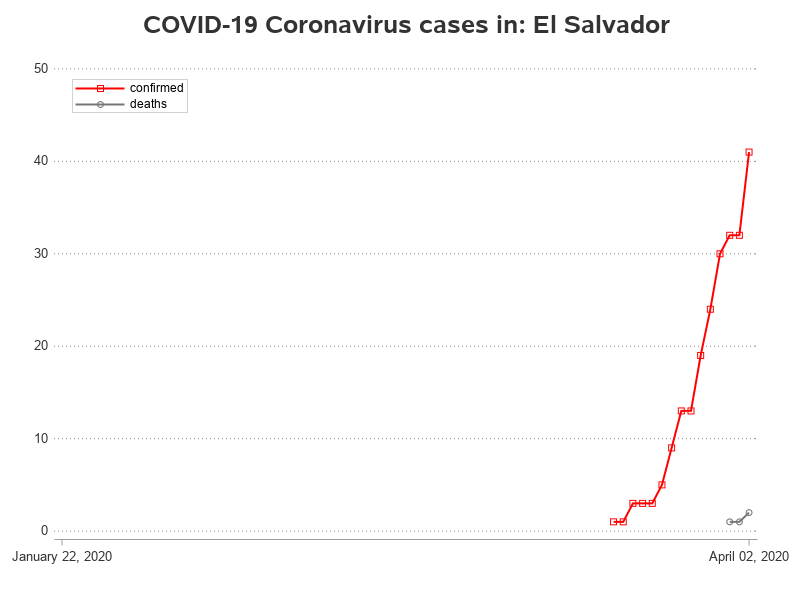 COVID-19 Coronavirus cases in: El Salvador
50
confirmed
deaths
40
30
20
10
0
January 22, 2020
April 02, 2020